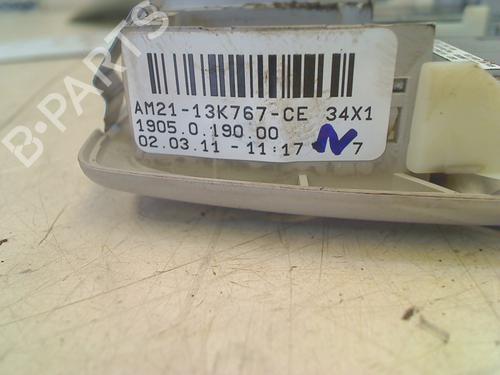 B-PARTS
AM21-13K767-CE 34X1
1905.0.190.00
02.03.11 - 11:17 N 7